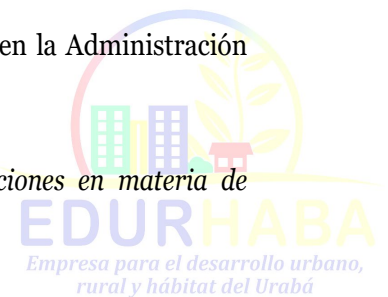 en la Administración
ciones en materia de
EDURHABA
Empresa para el desarrollo urbano,
rural y hábitat del Urabá